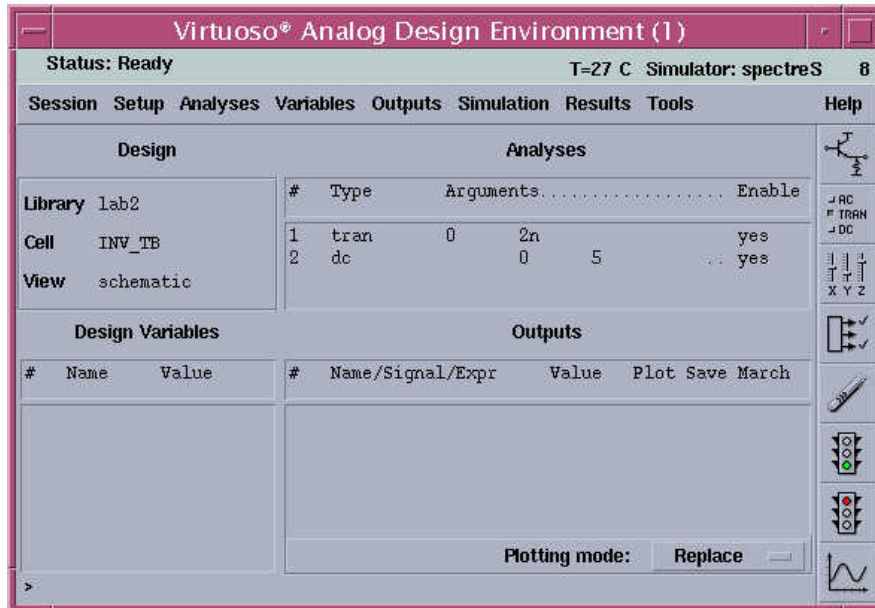 Virtuoso® Analog Design Environment (1)
Status: Ready T=27 C Simulator: spectreS 8
Session Setup Analyses Variables Outputs Simulation Results Tools Help
Design Analyses
# Type Arguments................... Enable
Library lab2
Cell INV_TB
View schematic
1 tran 0 2n yes
2 dc 0 5 .. yes
AC
TRAN
DC
X Y Z
Design Variables Outputs
# Name Value # Name/Signal/Expr Value Plot Save March
Plotting mode: Replace
>